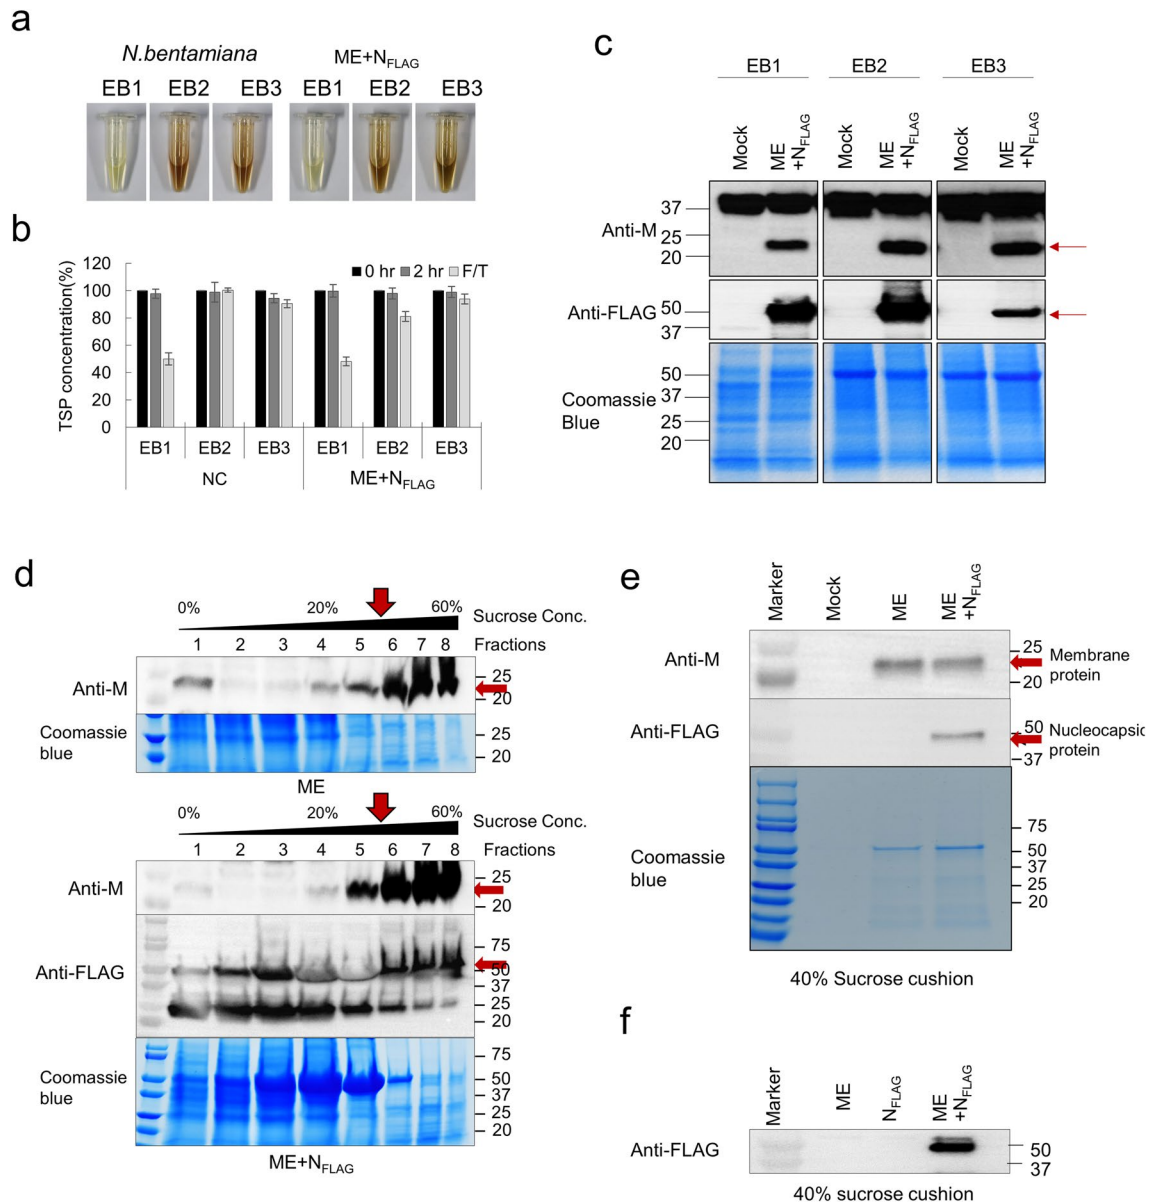 a
N.bentamiana
ME+NFLAG
EB1 EB2 EB3 EB1 EB2 EB3
b
TSP concentration(%)
120
100
80
60
40
20
0
0 hr 2 hr F/T
EB1 EB2 EB3 EB1 EB2 EB3
NC ME+NFLAG
c
EB1 EB2 EB3
Mock ME +NFLAG Mock ME +NFLAG Mock ME +NFLAG
Anti-M
37
25
20
Anti-FLAG
50
37
Coomassie Blue
50
37
25
20
d
0% 20% 60% Sucrose Conc.
1 2 3 4 5 6 7 8 Fractions
Anti-M
25
20
Coomassie blue
25
20
ME
0% 20% 60% Sucrose Conc.
1 2 3 4 5 6 7 8 Fractions
Anti-M
25
20
Anti-FLAG
75
50
37
25
20
Coomassie blue
75
50
37
25
20
ME+NFLAG
e
Marker Mock ME ME +NFLAG
Anti-M
25
20
Membrane protein
Anti-FLAG
50
37
Nucleocapsic protein
Coomassie blue
75
50
37
25
20
40% Sucrose cushion
f
Marker ME NFLAG ME +NFLAG
Anti-FLAG
50
37
40% sucrose cushion